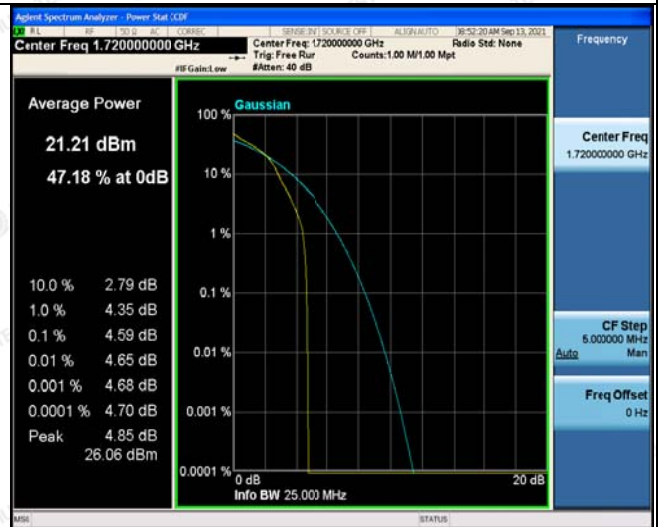 Agilent Spectrum Analyzer - Power Stat CCDF
RL RF 50 Ω AC CORREC SENSE:INT SOURCE OFF ALIGN AUTO 08:52:20 AM Sep 13, 2021
Center Freq 1.720000000 GHz
Center Freq: 1.720000000 GHz Radio Std: None
Trig: Free Run Counts:1.00 M/1.00 Mpt
#IFGain:Low #Atten: 40 dB
Frequency
Average Power
21.21 dBm
47.18 % at 0dB
10.0 % 2.79 dB
1.0 % 4.35 dB
0.1 % 4.59 dB
0.01 % 4.65 dB
0.001 % 4.68 dB
0.0001 % 4.70 dB
Peak 4.85 dB
26.06 dBm
Gaussian
100 %
10 %
1 %
0.1 %
0.01 %
0.001 %
0.0001 %
0 dB 20 dB
Info BW 25.000 MHz
Center Freq
1.720000000 GHz
CF Step
5.000000 MHz
Auto Man
Freq Offset
0 Hz
MSG STATUS